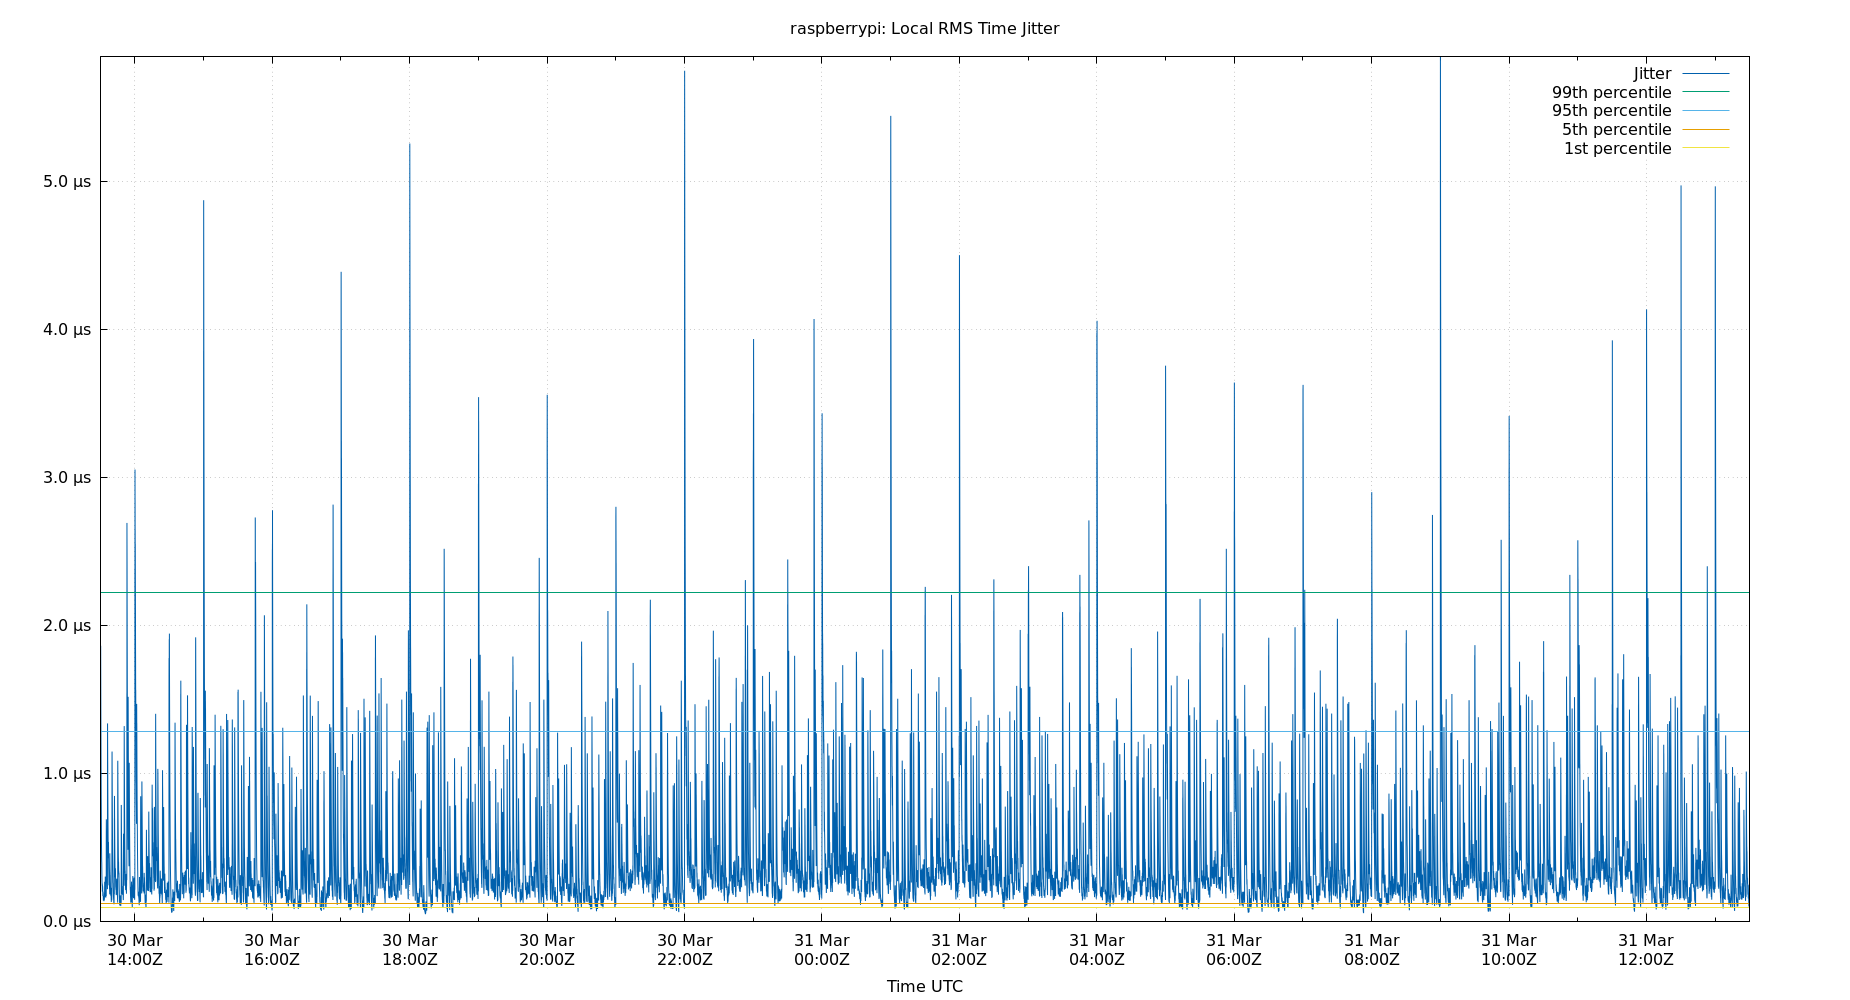 raspberrypi: Local RMS Time Jitter
Jitter
99th percentile
95th percentile
5th percentile
1st percentile
5.0 µs
4.0 µs
3.0 µs
2.0 µs
1.0 µs
0.0 µs
30 Mar 30 Mar 30 Mar 30 Mar 30 Mar 31 Mar 31 Mar 31 Mar 31 Mar 31 Mar 31 Mar 31 Mar
14:00Z 16:00Z 18:00Z 20:00Z 22:00Z 00:00Z 02:00Z 04:00Z 06:00Z 08:00Z 10:00Z 12:00Z
Time UTC